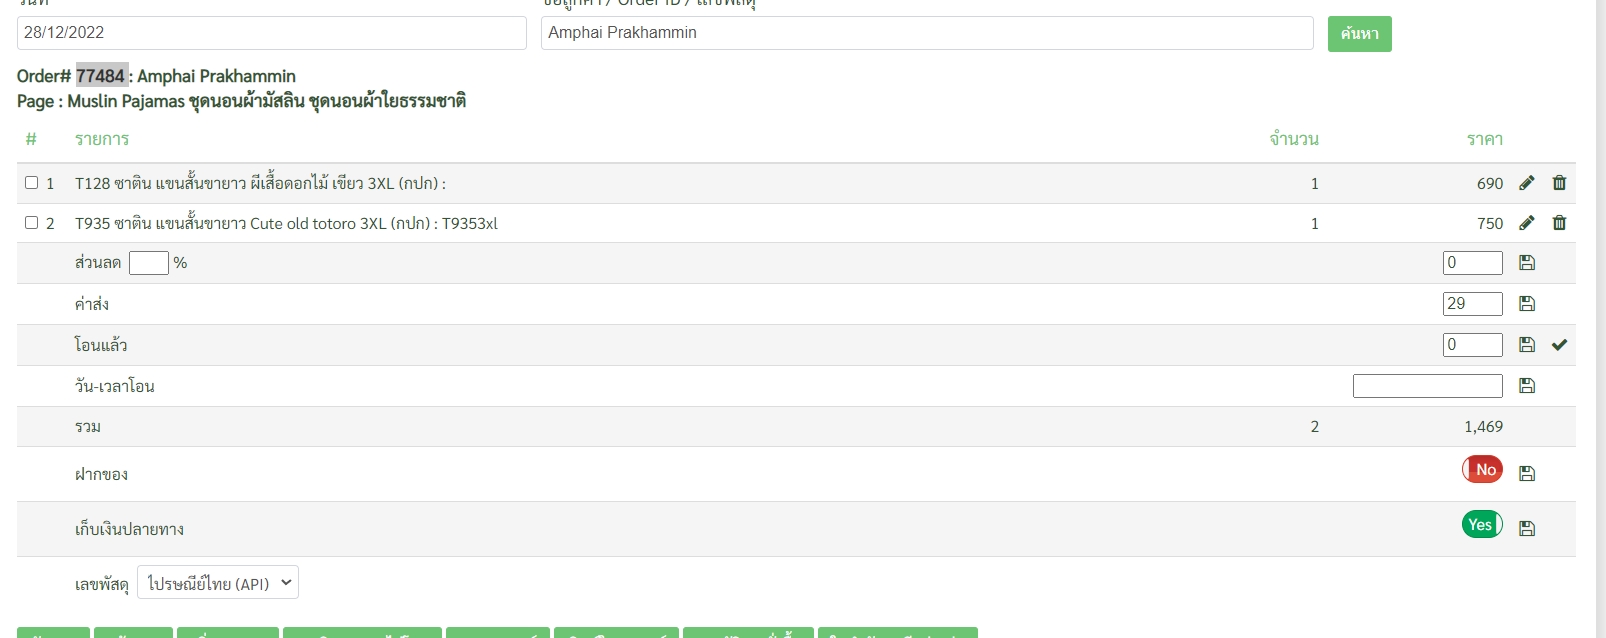 28/12/2022 Amphai Prakhammin ค้นหา
Order# 77484 : Amphai Prakhammin
Page : Muslin Pajamas ชุดนอนผ้ามัสลิน ชุดนอนผ้าใยธรรมชาติ
# รายการ จำนวน ราคา
1 T128 ซาติน แขนสั้นขายาว ผีเสื้อดอกไม้ เขียว 3XL (กปก) : 1 690
2 T935 ซาติน แขนสั้นขายาว Cute old totoro 3XL (กปก) : T9353xl 1 750
ส่วนลด % 0
ค่าส่ง 29
โอนแล้ว 0
วัน-เวลาโอน
รวม 2 1,469
ฝากของ No
เก็บเงินปลายทาง Yes
เลขพัสดุ ไปรษณีย์ไทย (API)